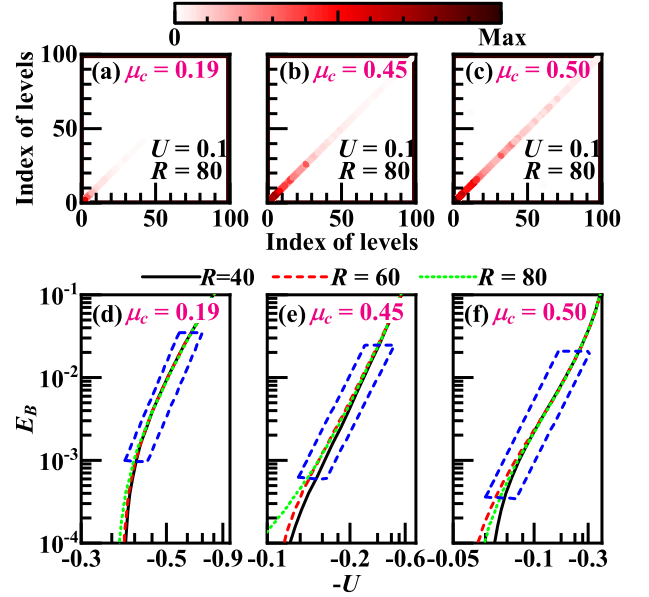 0 Max
(a) μc = 0.19 (b) μc = 0.45 (c) μc = 0.50
Index of levels
100
50
0
U = 0.1 U = 0.1 U = 0.1
R = 80 R = 80 R = 80
0 50 100 0 50 100 0 50 100
Index of levels
R=40 R = 60 R = 80
(d) μc = 0.19 (e) μc = 0.45 (f) μc = 0.50
EB
10-1
10-2
10-3
10-4
-0.3 -0.5 -0.9 -0.1 -0.2 -0.6 -0.05 -0.1 -0.3
-U